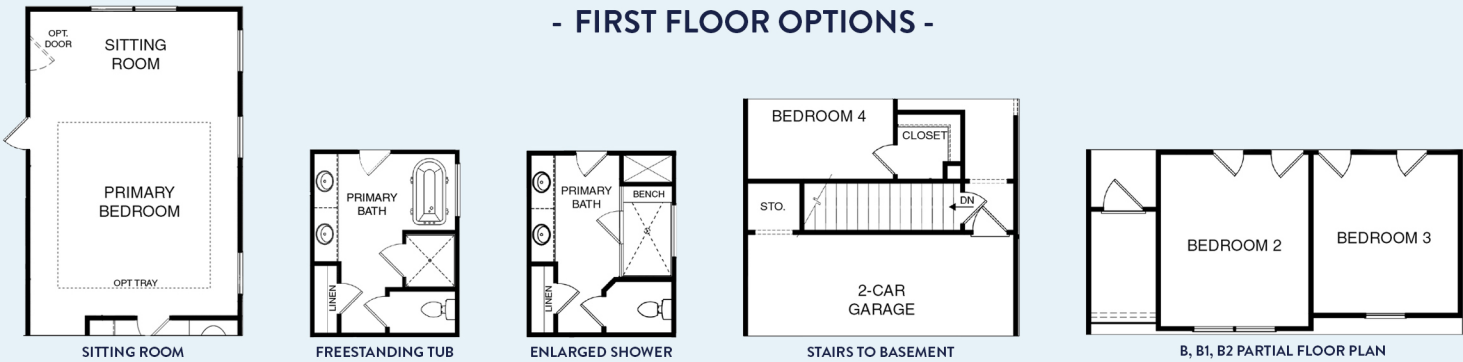 - FIRST FLOOR OPTIONS -
OPT.
DOOR
SITTING
ROOM
PRIMARY
BEDROOM
OPT TRAY
SITTING ROOM
PRIMARY
BATH
LINEN
FREESTANDING TUB
PRIMARY
BATH
BENCH
LINEN
ENLARGED SHOWER
BEDROOM 4
CLOSET
STO.
DN
2-CAR
GARAGE
STAIRS TO BASEMENT
BEDROOM 2
BEDROOM 3
B, B1, B2 PARTIAL FLOOR PLAN